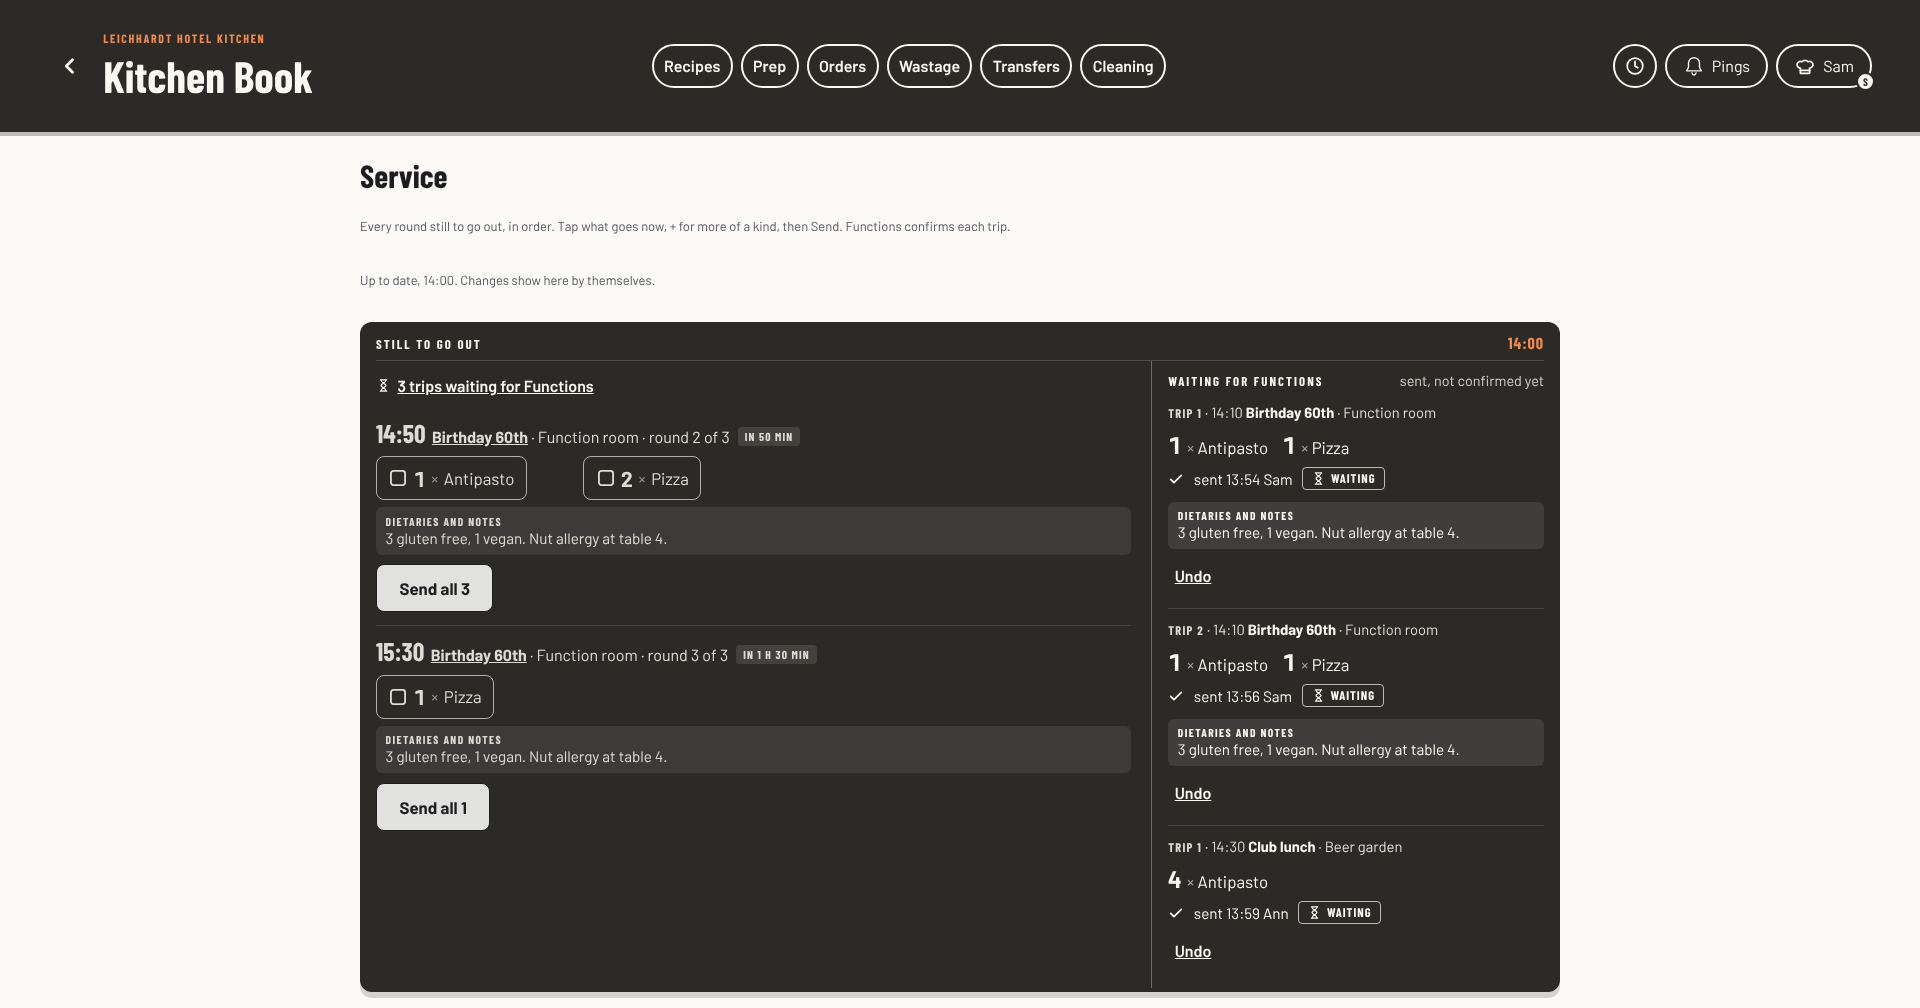 LEICHHARDT HOTEL KITCHEN
Kitchen Book
Recipes
Prep
Orders
Wastage
Transfers
Cleaning
Pings
Sam
S
Service
Every round still to go out, in order. Tap what goes now, + for more of a kind, then Send. Functions confirms each trip.
Up to date, 14:00. Changes show here by themselves.
STILL TO GO OUT
14:00
3 trips waiting for Functions
14:50 Birthday 60th · Function room · round 2 of 3 IN 50 MIN
1 × Antipasto
2 × Pizza
DIETARIES AND NOTES
3 gluten free, 1 vegan. Nut allergy at table 4.
Send all 3
15:30 Birthday 60th · Function room · round 3 of 3 IN 1 H 30 MIN
1 × Pizza
DIETARIES AND NOTES
3 gluten free, 1 vegan. Nut allergy at table 4.
Send all 1
WAITING FOR FUNCTIONS
sent, not confirmed yet
TRIP 1 · 14:10 Birthday 60th · Function room
1 × Antipasto 1 × Pizza
sent 13:54 Sam WAITING
DIETARIES AND NOTES
3 gluten free, 1 vegan. Nut allergy at table 4.
Undo
TRIP 2 · 14:10 Birthday 60th · Function room
1 × Antipasto 1 × Pizza
sent 13:56 Sam WAITING
DIETARIES AND NOTES
3 gluten free, 1 vegan. Nut allergy at table 4.
Undo
TRIP 1 · 14:30 Club lunch · Beer garden
4 × Antipasto
sent 13:59 Ann WAITING
Undo